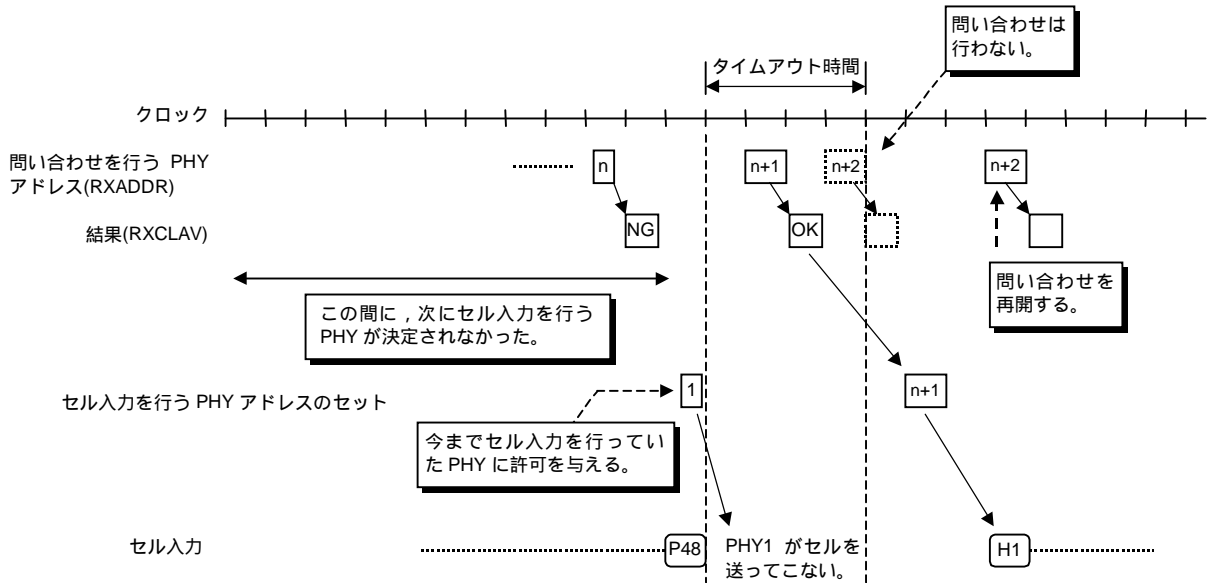 問い合わせは
行わない。
タイムアウト時間
クロック
問い合わせを行う PHY
アドレス(RXADDR)
n
n+1
n+2
n+2
結果(RXCLAV)
NG
OK
問い合わせを
再開する。
この間に，次にセル入力を行う
PHY が決定されなかった。
セル入力を行う PHY アドレスのセット
1
n+1
今までセル入力を行ってい
た PHY に許可を与える。
セル入力
P48
PHY1 がセルを
送ってこない。
H1